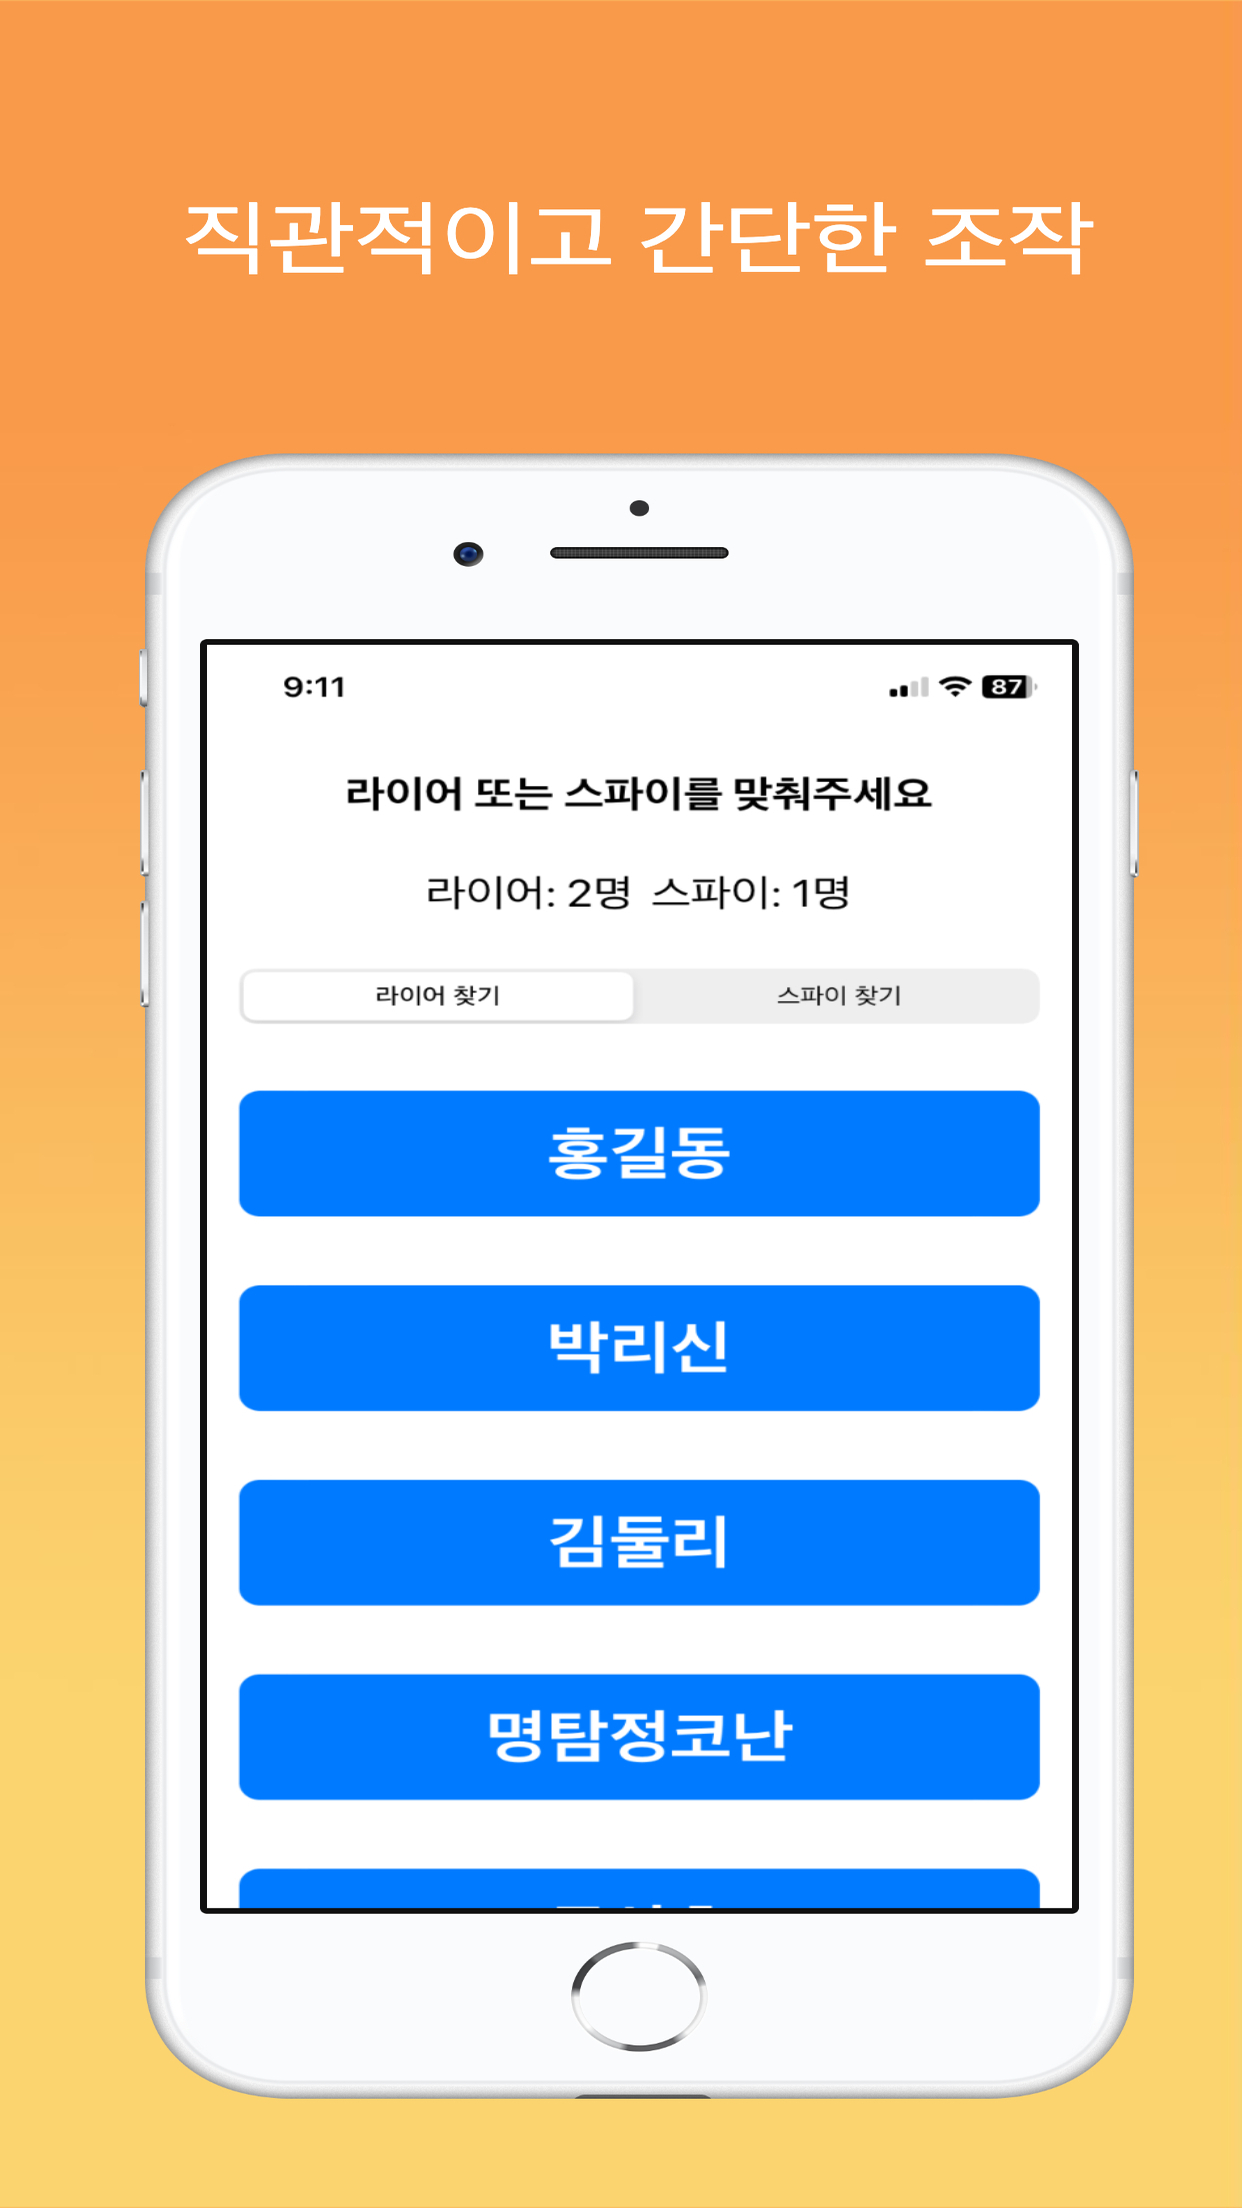 직관적이고 간단한 조작
9:11
87
라이어 또는 스파이를 맞춰주세요
라이어: 2명 스파이: 1명
라이어 찾기
스파이 찾기
홍길동
박리신
김둘리
명탐정코난